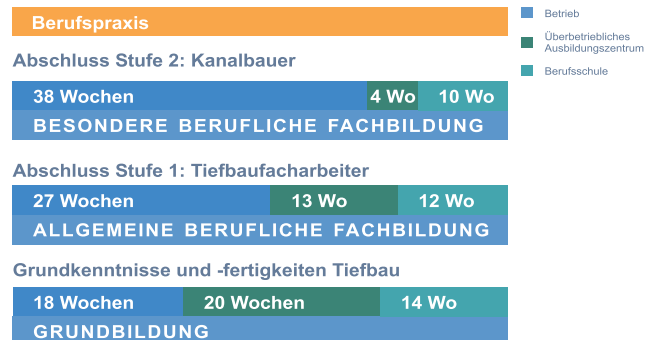 Berufspraxis
Betrieb
Überbetriebliches
Ausbildungszentrum
Berufsschule
Abschluss Stufe 2: Kanalbauer
38 Wochen 4 Wo 10 Wo
BESONDERE BERUFLICHE FACHBILDUNG
Abschluss Stufe 1: Tiefbaufacharbeiter
27 Wochen 13 Wo 12 Wo
ALLGEMEINE BERUFLICHE FACHBILDUNG
Grundkenntnisse und -fertigkeiten Tiefbau
18 Wochen 20 Wochen 14 Wo
GRUNDBILDUNG